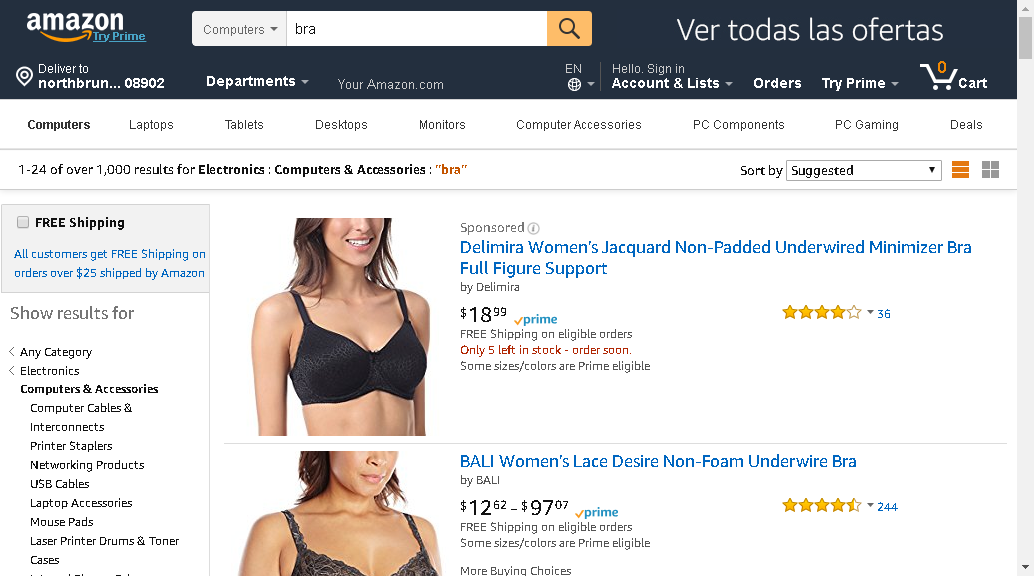 amazon
Try Prime
Computers
bra
Ver todas las ofertas
Deliver to
northbrun... 08902
Departments
Your Amazon.com
EN
Hello. Sign in
Account & Lists
Orders
Try Prime
0
Cart
Computers
Laptops
Tablets
Desktops
Monitors
Computer Accessories
PC Components
PC Gaming
Deals
1-24 of over 1,000 results for Electronics : Computers & Accessories : "bra"
Sort by Suggested
FREE Shipping
All customers get FREE Shipping on
orders over $25 shipped by Amazon
Show results for
Any Category
Electronics
Computers & Accessories
Computer Cables &
Interconnects
Printer Staplers
Networking Products
USB Cables
Laptop Accessories
Mouse Pads
Laser Printer Drums & Toner
Cases
Sponsored
Delimira Women's Jacquard Non-Padded Underwired Minimizer Bra
Full Figure Support
by Delimira
$18 99 prime
36
FREE Shipping on eligible orders
Only 5 left in stock - order soon.
Some sizes/colors are Prime eligible
BALI Women's Lace Desire Non-Foam Underwire Bra
by BALI
$12 62 - $97 07 prime
244
FREE Shipping on eligible orders
Some sizes/colors are Prime eligible
More Buying Choices